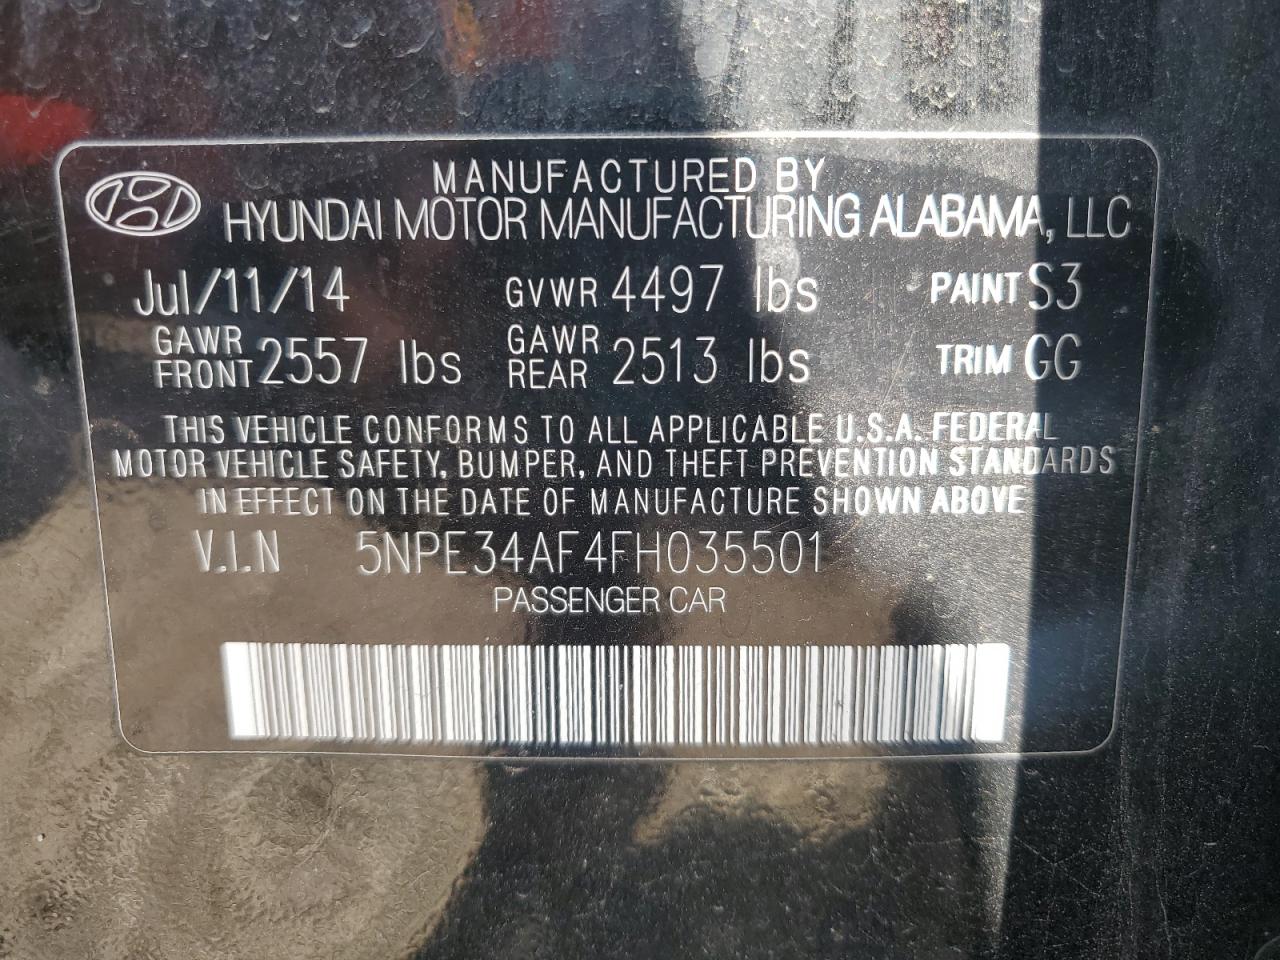 MANUFACTURED BY
HYUNDAI MOTOR MANUFACTURING ALABAMA, LLC
Jul/11/14 GVWR 4497 lbs PAINT S3
GAWR FRONT 2557 lbs GAWR REAR 2513 lbs TRIM GG
THIS VEHICLE CONFORMS TO ALL APPLICABLE U.S.A. FEDERAL
MOTOR VEHICLE SAFETY, BUMPER, AND THEFT PREVENTION STANDARDS
IN EFFECT ON THE DATE OF MANUFACTURE SHOWN ABOVE
V.I.N 5NPE34AF4FH035501
PASSENGER CAR